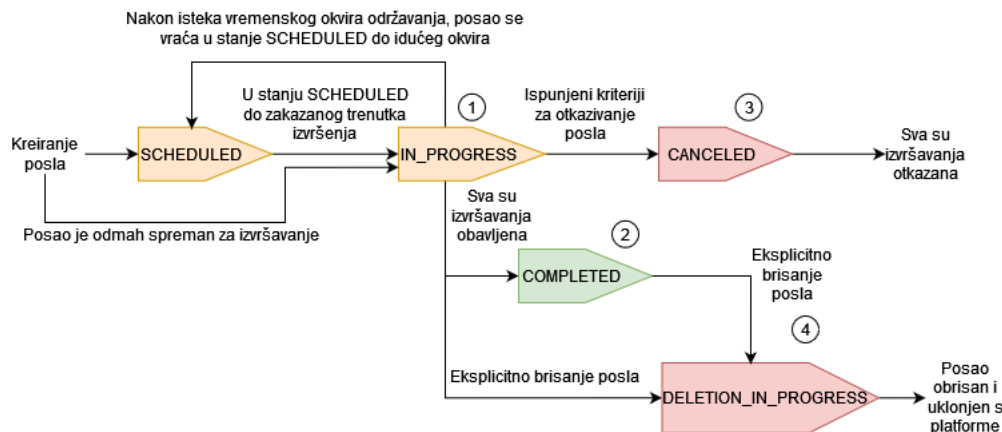 Nakon isteka vremenskog okvira održavanja, posao se
vraća u stanje SCHEDULED do idućeg okvira
U stanju SCHEDULED
do zakazanog trenutka
izvršenja
1
Ispunjeni kriteriji
za otkazivanje
posla
3
Kreiranje
posla
SCHEDULED
IN_PROGRESS
CANCELED
Sva su
izvršavanja
otkazana
Posao je odmah spreman za izvršavanje
Sva su
izvršavanja
obavljena
2
COMPLETED
Eksplicitno
brisanje
posla
4
Eksplicitno brisanje posla
DELETION_IN_PROGRESS
Posao
obrisan i
uklonjen s
platforme